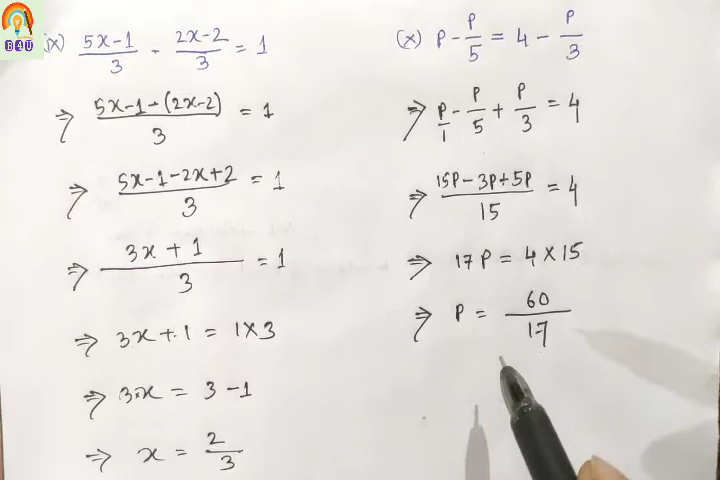 B4U
ix) (5x-1)/3 - (2x-2)/3 = 1
⇒ (5x-1-(2x-2))/3 = 1
⇒ (5x-1-2x+2)/3 = 1
⇒ (3x+1)/3 = 1
⇒ 3x+1 = 1×3
⇒ 3x = 3-1
⇒ x = 2/3
(x) P - P/5 = 4 - P/3
⇒ P/1 - P/5 + P/3 = 4
⇒ (15P-3P+5P)/15 = 4
⇒ 17P = 4×15
⇒ P = 60/17